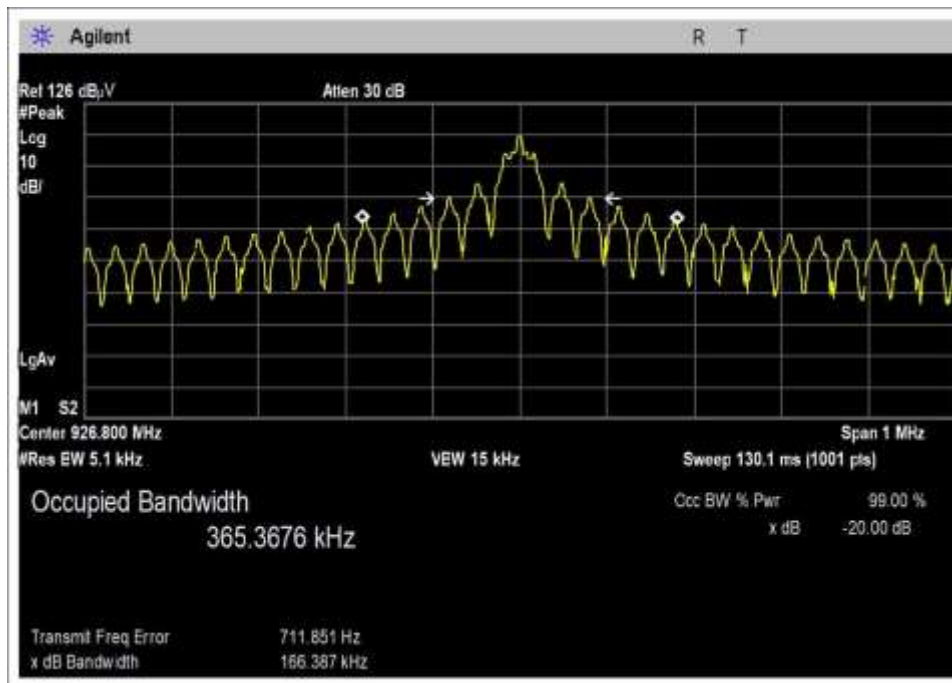 Agilent R T
Ref 126 dBµV Atten 30 dB
#Peak
Log
10
dB/
LgAv
M1 S2
Center 926.800 MHz Span 1 MHz
#Res BW 5.1 kHz VBW 15 kHz Sweep 130.1 ms (1001 pts)
Occupied Bandwidth Occ BW % Pwr 99.00 %
365.3676 kHz x dB -20.00 dB
Transmit Freq Error 711.851 Hz
x dB Bandwidth 166.387 kHz